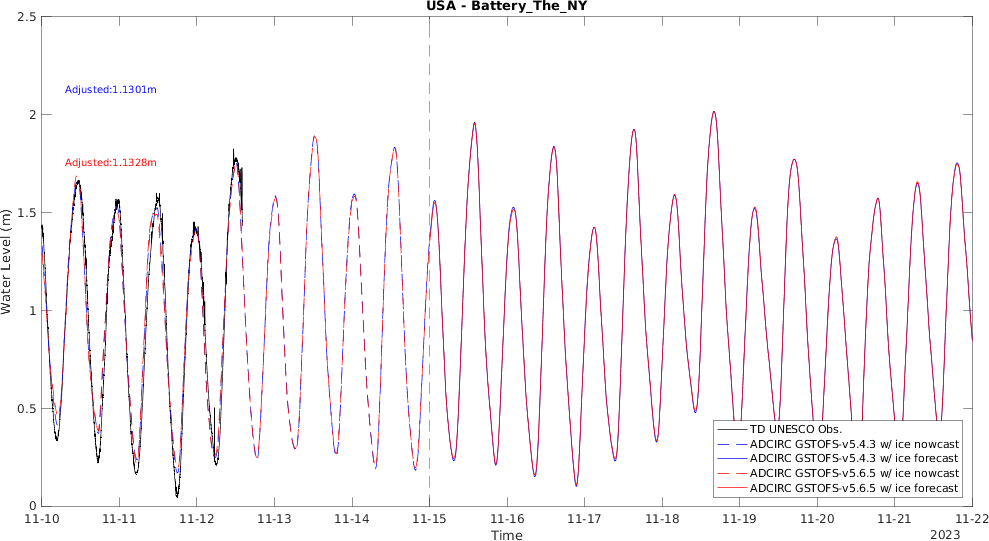 USA - Battery_The_NY
2.5
Adjusted:1.1301m
2
Adjusted:1.1328m
1.5
Water Level (m)
1
0.5
TD UNESCO Obs.
ADCIRC GSTOFS-v5.4.3 w/ ice nowcast
ADCIRC GSTOFS-v5.4.3 w/ ice forecast
ADCIRC GSTOFS-v5.6.5 w/ ice nowcast
ADCIRC GSTOFS-v5.6.5 w/ ice forecast
0
11-10 11-11 11-12 11-13 11-14 11-15 11-16 11-17 11-18 11-19 11-20 11-21 11-22
Time
2023